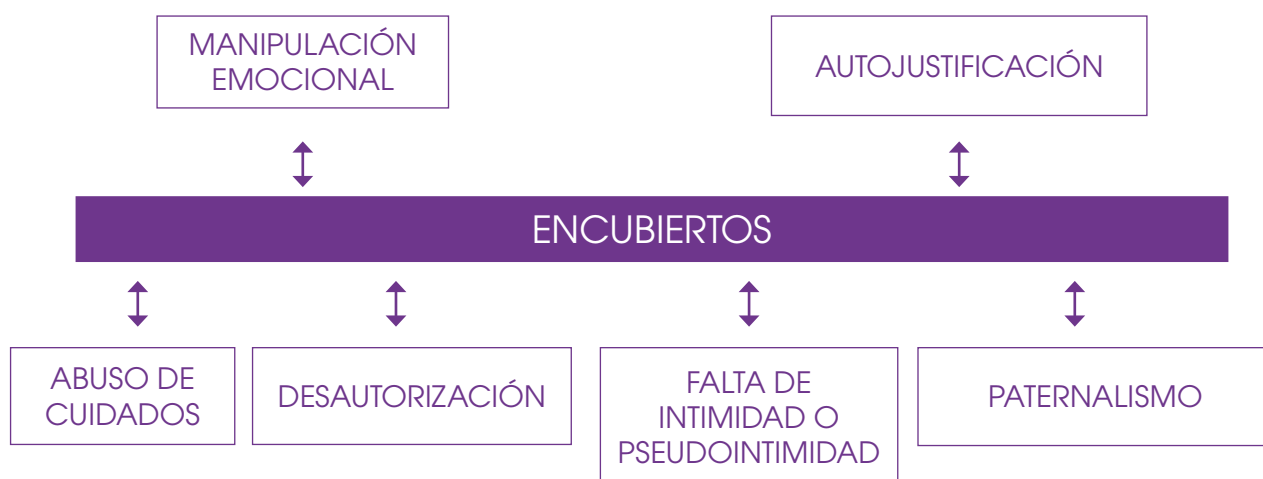 MANIPULACIÓN
EMOCIONAL
AUTOJUSTIFICACIÓN
ENCUBIERTOS
ABUSO DE
CUIDADOS
DESAUTORIZACIÓN
FALTA DE
INTIMIDAD O
PSEUDOINTIMIDAD
PATERNALISMO